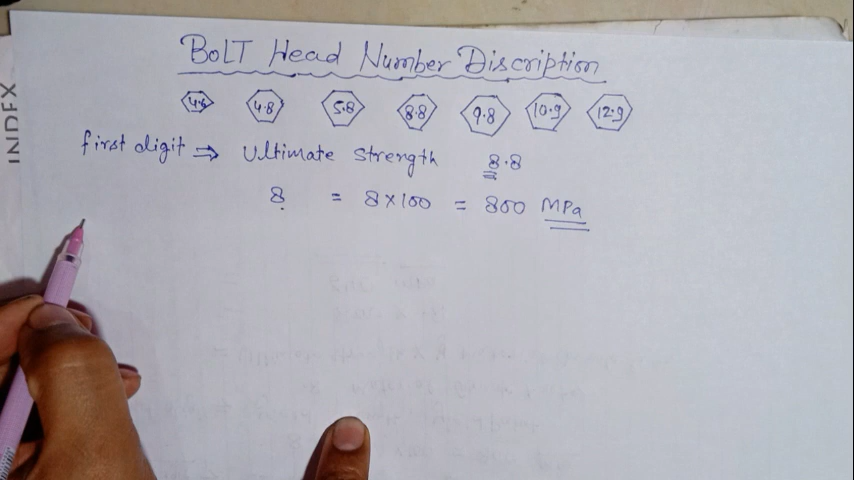 INDEX
BoLT Head Number Discription
4.6 4.8 5.8 8.8 9.8 10.9 12.9
first digit ⇒ Ultimate strength 8.8
8 = 8×100 = 800 MPa